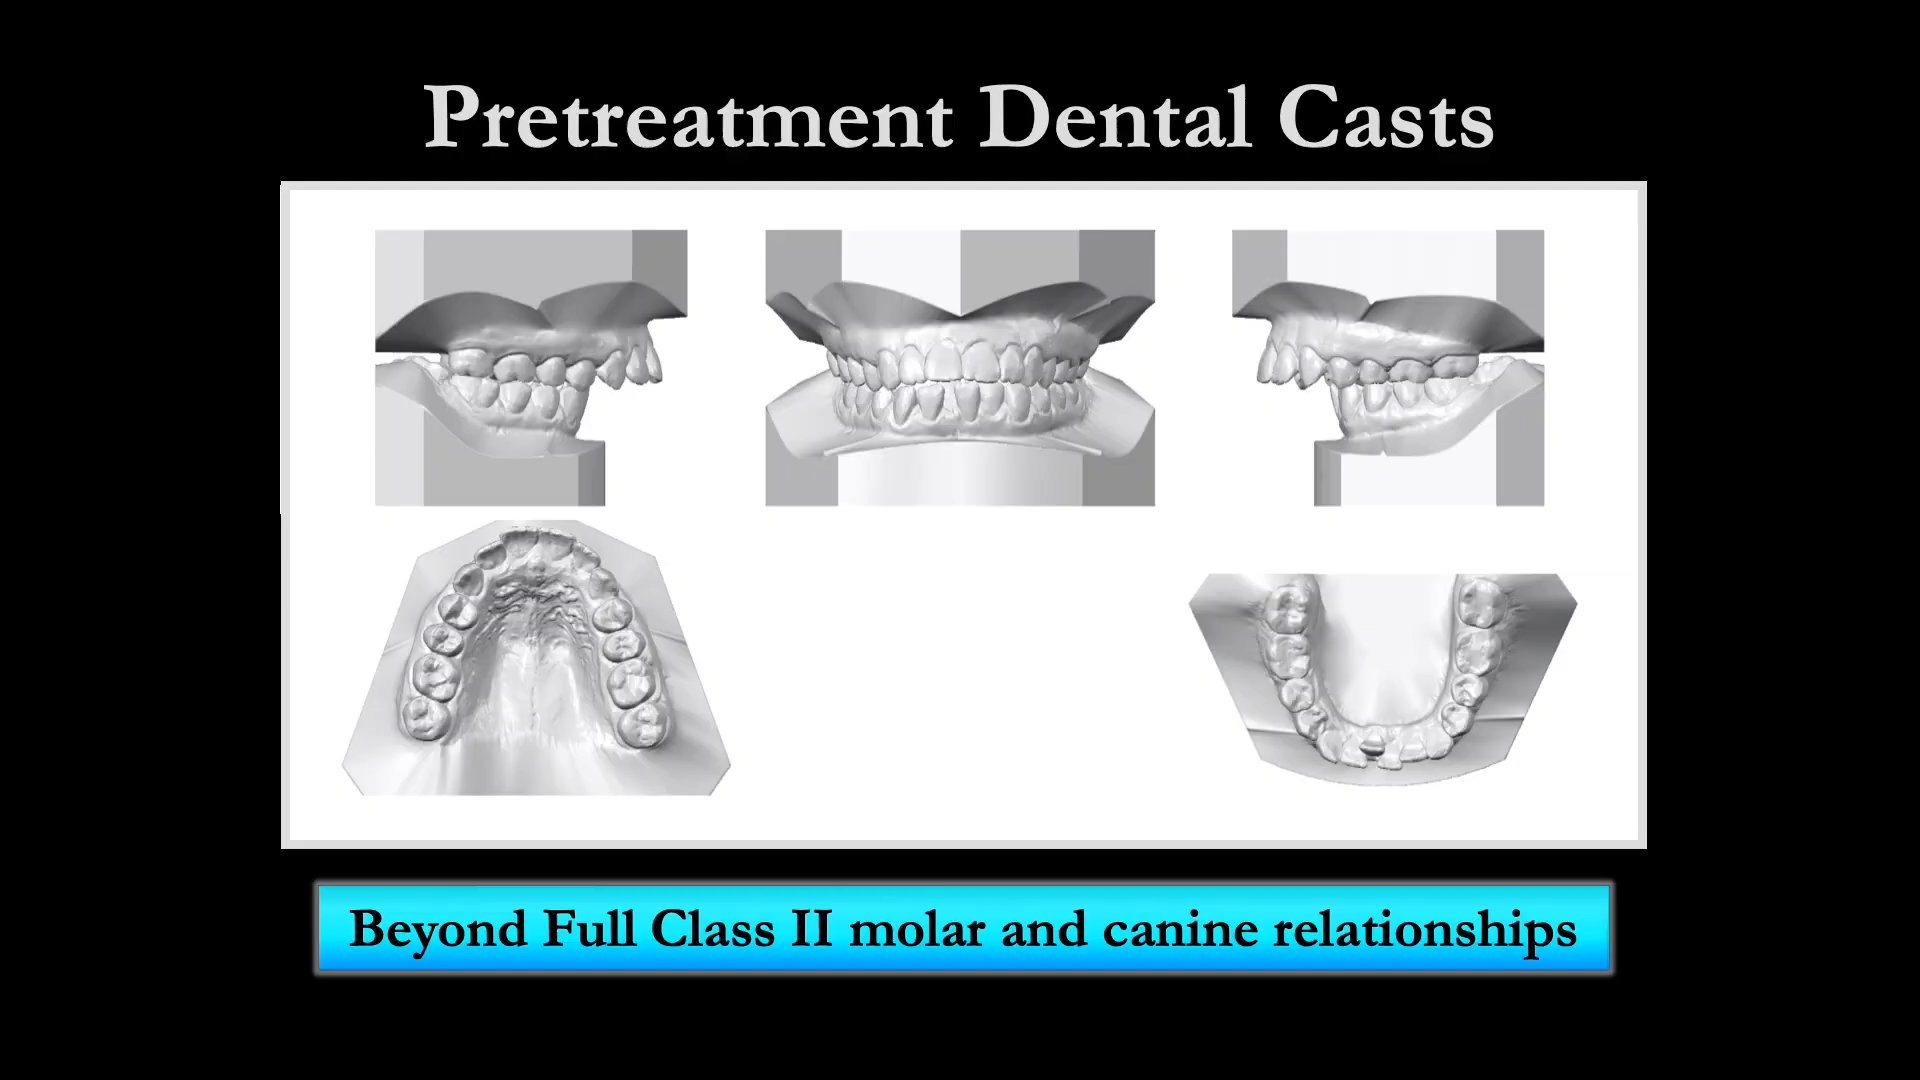 Pretreatment Dental Casts
Beyond Full Class II molar and canine relationships